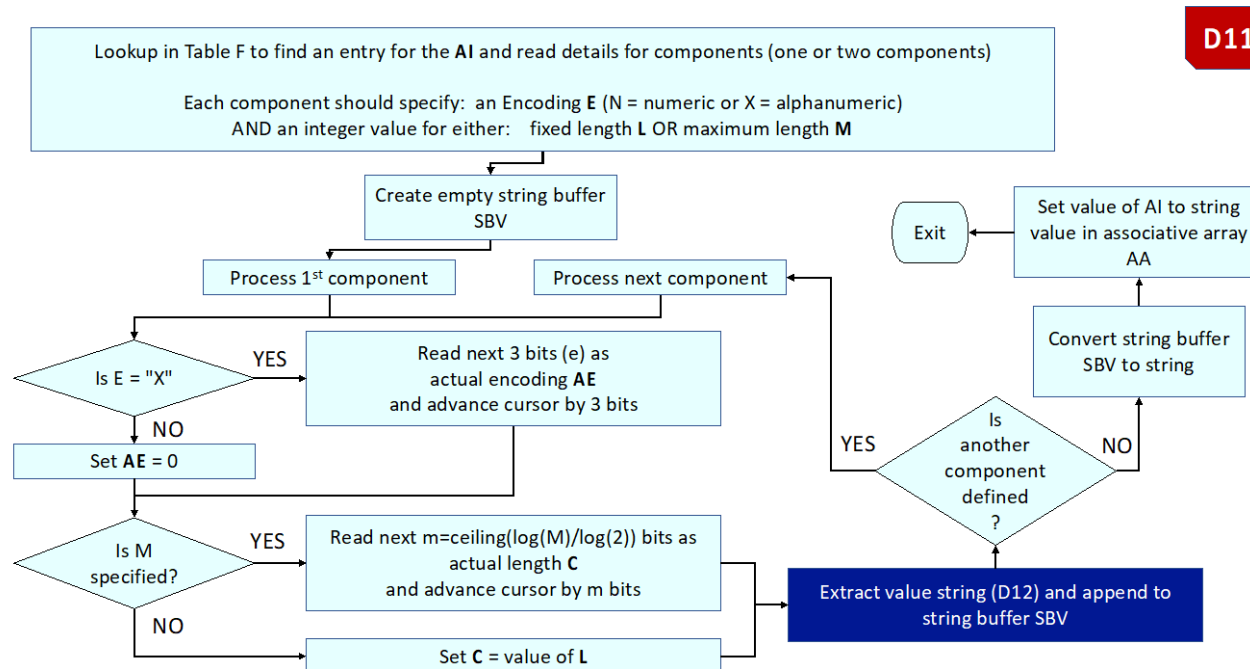 D11
Lookup in Table F to find an entry for the AI and read details for components (one or two components)
Each component should specify: an Encoding E (N = numeric or X = alphanumeric)
AND an integer value for either: fixed length L OR maximum length M
Create empty string buffer
SBV
Process 1st component
Process next component
Is E = "X"
YES
Read next 3 bits (e) as
actual encoding AE
and advance cursor by 3 bits
NO
Set AE = 0
Is M
specified?
YES
Read next m=ceiling(log(M)/log(2)) bits as
actual length C
and advance cursor by m bits
NO
Set C = value of L
Extract value string (D12) and append to
string buffer SBV
Is
another
component
defined
?
YES
NO
Convert string buffer
SBV to string
Set value of AI to string
value in associative array
AA
Exit